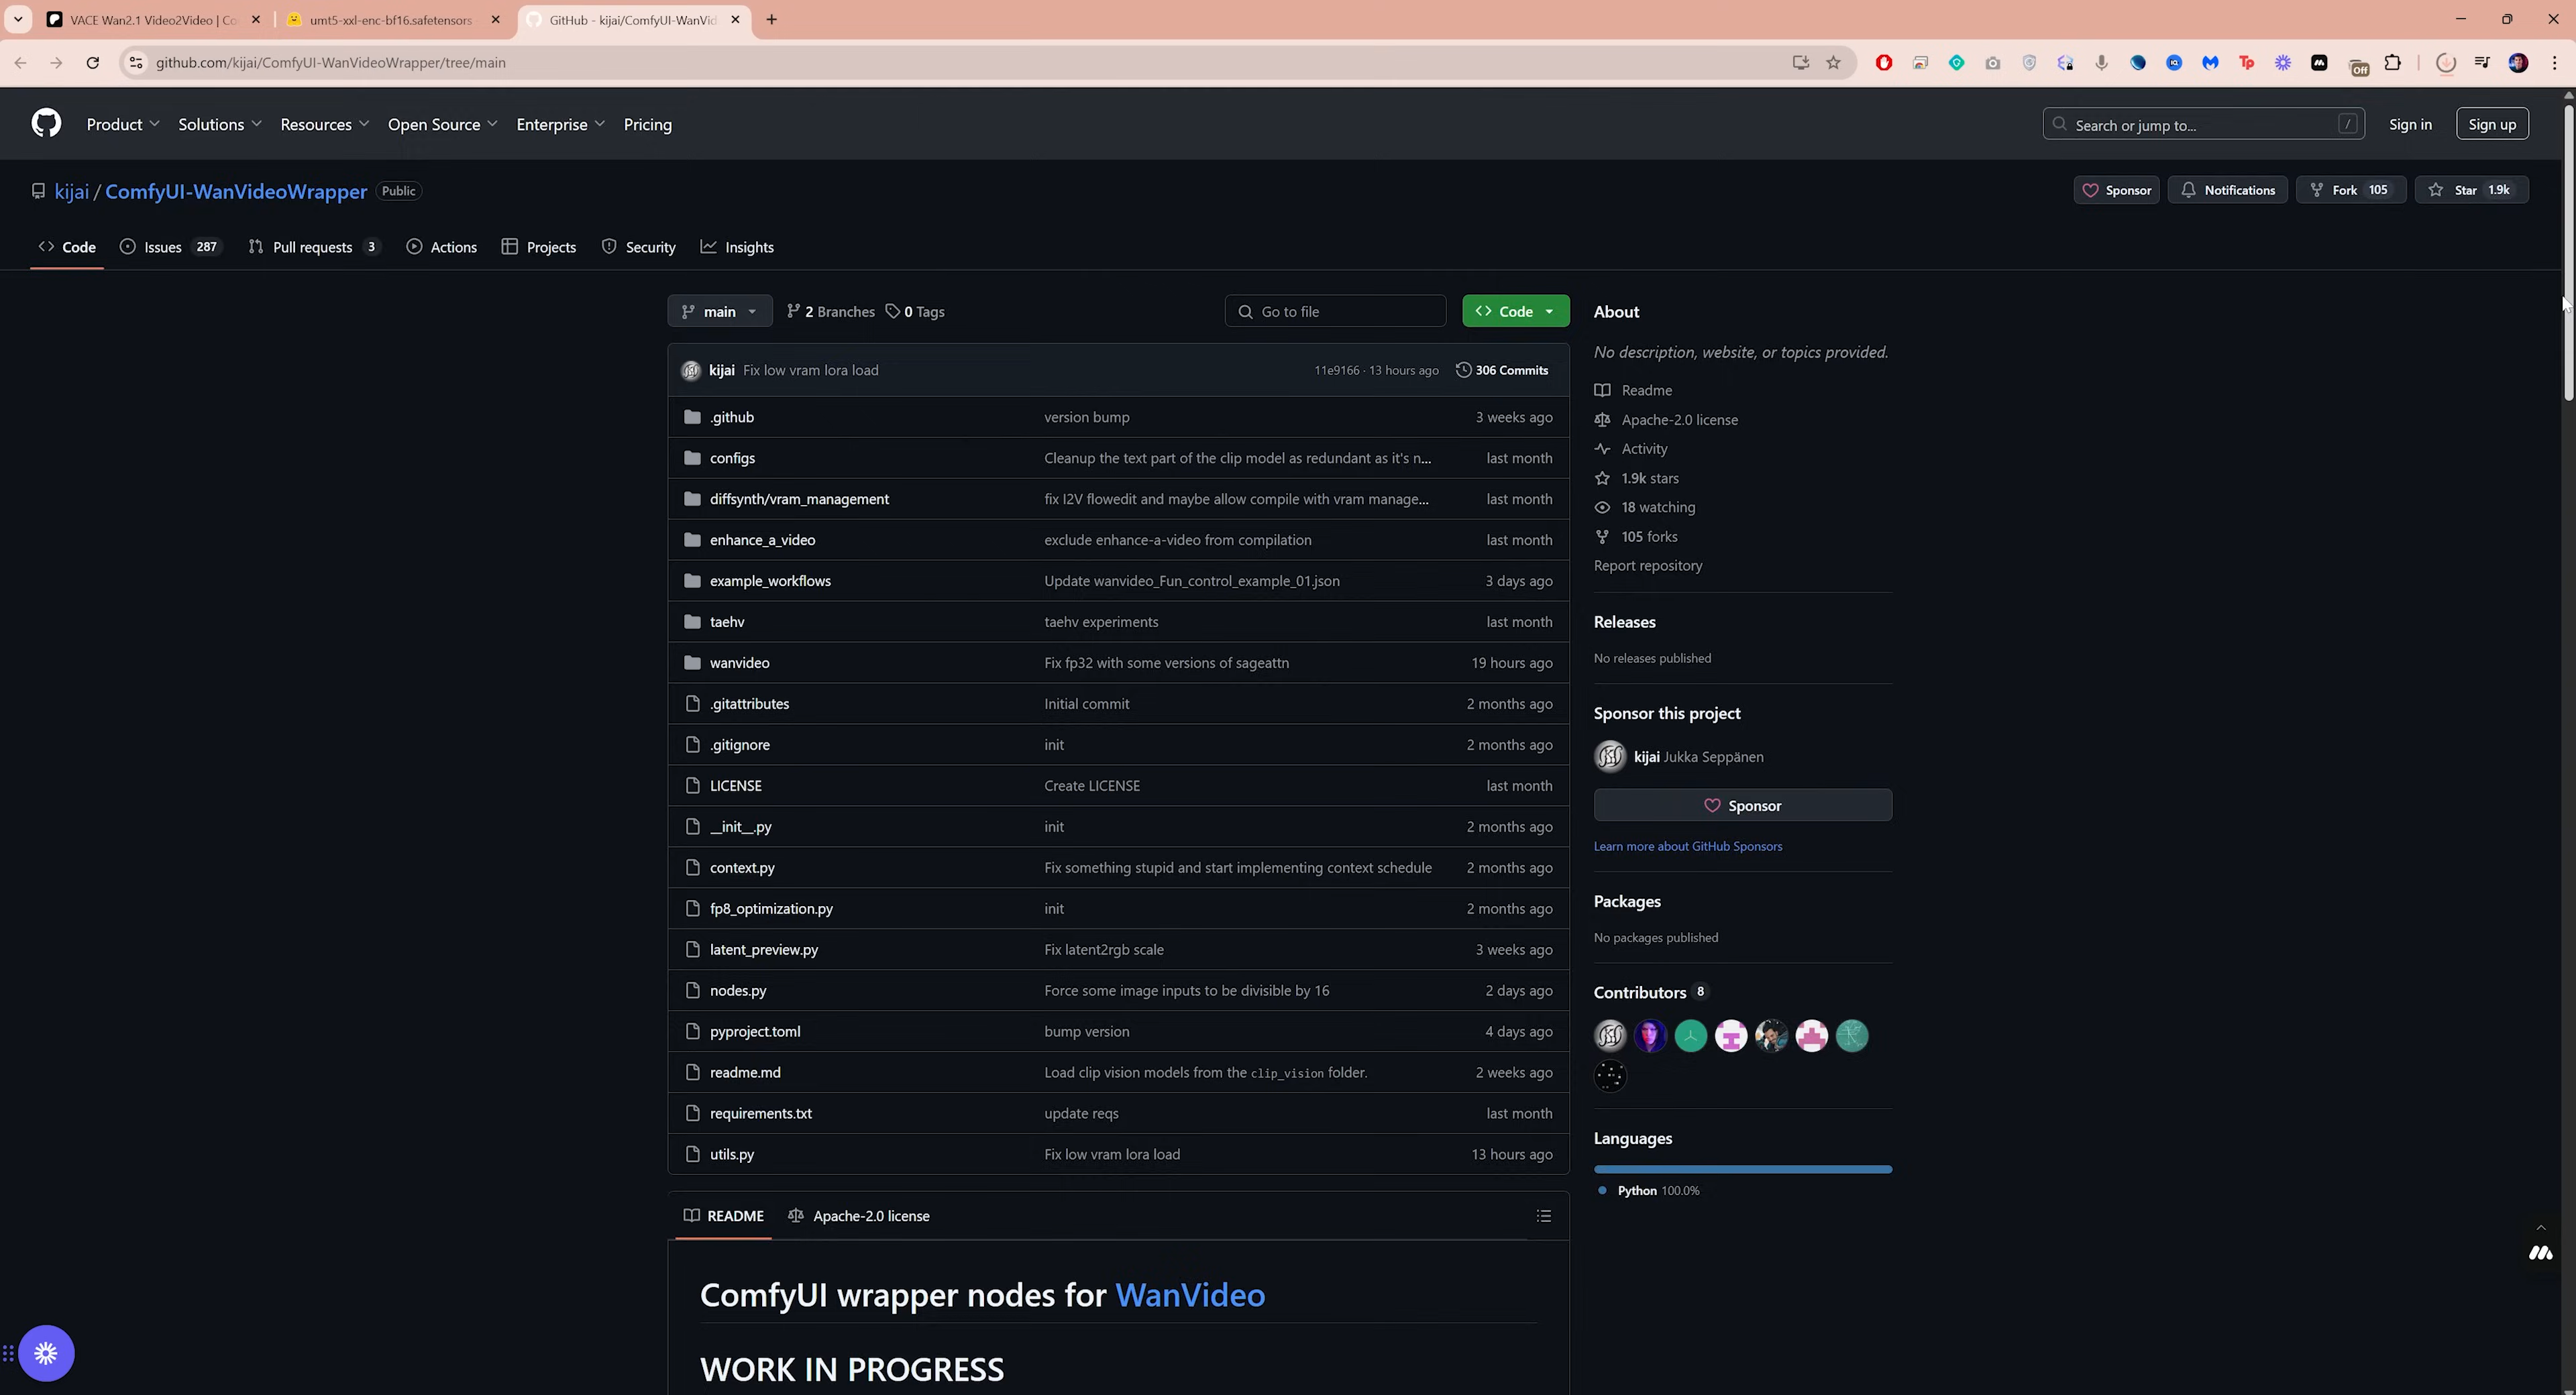 VACE Wan2.1 Video2Video | Co
umt5-xxl-enc-bf16.safetensors
GitHub - kijai/ComfyUI-WanVid
github.com/kijai/ComfyUI-WanVideoWrapper/tree/main
Off
Product
Solutions
Resources
Open Source
Enterprise
Pricing
Search or jump to...
/
Sign in
Sign up
kijai / ComfyUI-WanVideoWrapper Public
Sponsor
Notifications
Fork 105
Star 1.9k
Code
Issues 287
Pull requests 3
Actions
Projects
Security
Insights
main
2 Branches
0 Tags
Go to file
Code
kijai Fix low vram lora load 11e9166 · 13 hours ago 306 Commits
.github version bump 3 weeks ago
configs Cleanup the text part of the clip model as redundant as it's n... last month
diffsynth/vram_management fix I2V flowedit and maybe allow compile with vram manage... last month
enhance_a_video exclude enhance-a-video from compilation last month
example_workflows Update wanvideo_Fun_control_example_01.json 3 days ago
taehv taehv experiments last month
wanvideo Fix fp32 with some versions of sageattn 19 hours ago
.gitattributes Initial commit 2 months ago
.gitignore init 2 months ago
LICENSE Create LICENSE last month
__init__.py init 2 months ago
context.py Fix something stupid and start implementing context schedule 2 months ago
fp8_optimization.py init 2 months ago
latent_preview.py Fix latent2rgb scale 3 weeks ago
nodes.py Force some image inputs to be divisible by 16 2 days ago
pyproject.toml bump version 4 days ago
readme.md Load clip vision models from the clip_vision folder. 2 weeks ago
requirements.txt update reqs last month
utils.py Fix low vram lora load 13 hours ago
README
Apache-2.0 license
ComfyUI wrapper nodes for WanVideo
WORK IN PROGRESS
About
No description, website, or topics provided.
Readme
Apache-2.0 license
Activity
1.9k stars
18 watching
105 forks
Report repository
Releases
No releases published
Sponsor this project
kijai Jukka Seppänen
Sponsor
Learn more about GitHub Sponsors
Packages
No packages published
Contributors 8
Languages
Python 100.0%